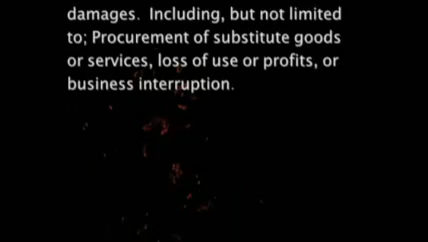 damages.  Including, but not limited
to; Procurement of substitute goods
or services, loss of use or profits, or
business interruption.